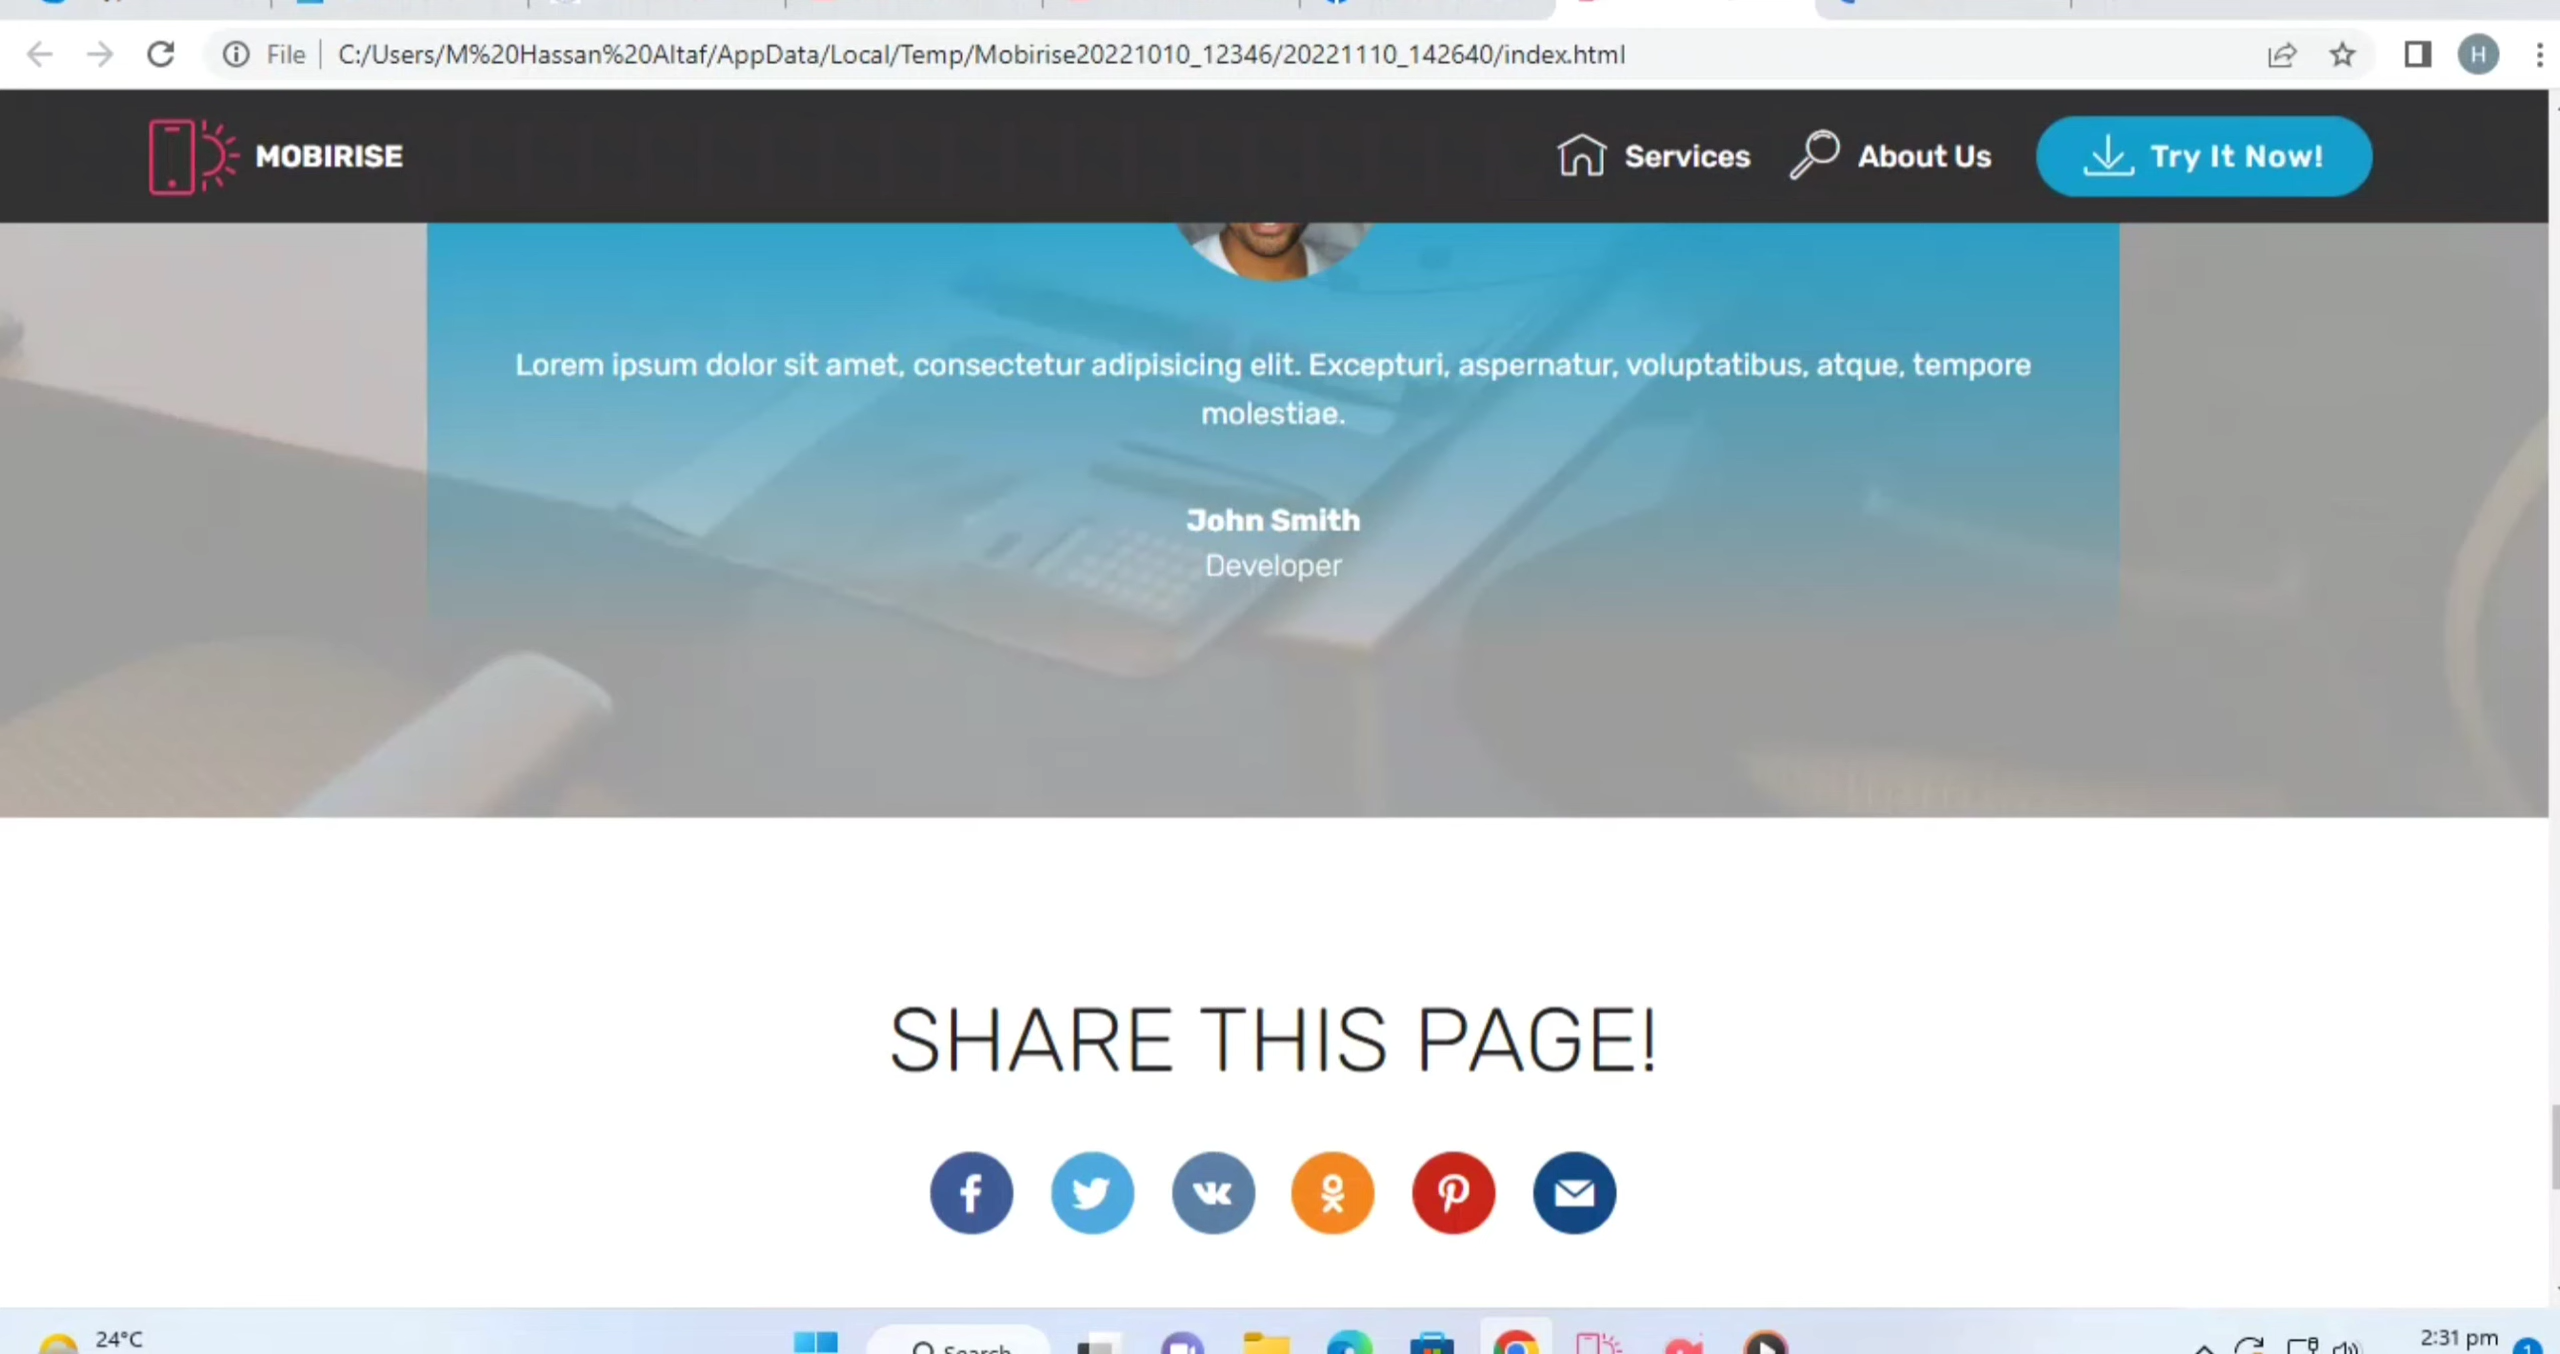 File
C:/Users/M%20Hassan%20Altaf/AppData/Local/Temp/Mobirise20221010_12346/20221110_142640/index.html
H
MOBIRISE
Services
About Us
Try It Now!
Lorem ipsum dolor sit amet, consectetur adipisicing elit. Excepturi, aspernatur, voluptatibus, atque, tempore
molestiae.
John Smith
Developer
SHARE THIS PAGE!
24°C
Search
2:31 pm
1